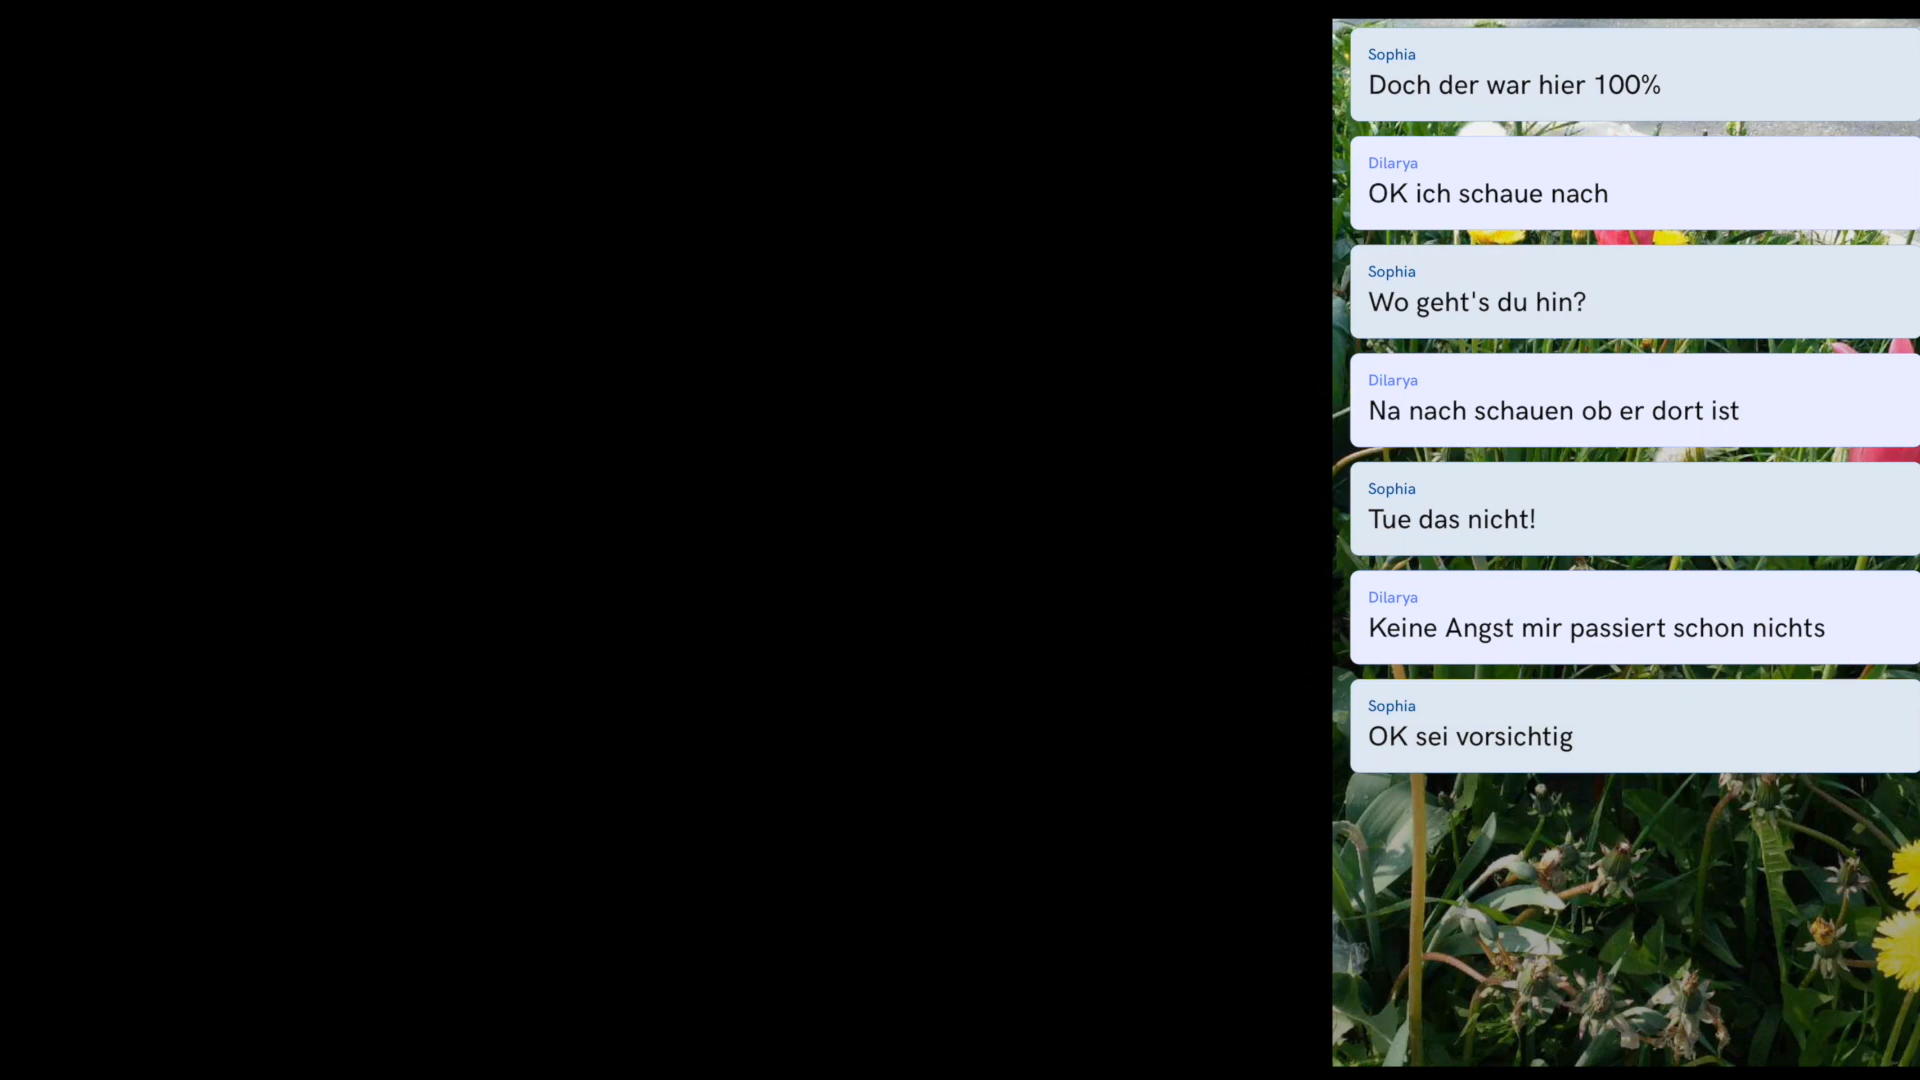 Sophia
Doch der war hier 100%
Dilarya
OK ich schaue nach
Sophia
Wo geht's du hin?
Dilarya
Na nach schauen ob er dort ist
Sophia
Tue das nicht!
Dilarya
Keine Angst mir passiert schon nichts
Sophia
OK sei vorsichtig